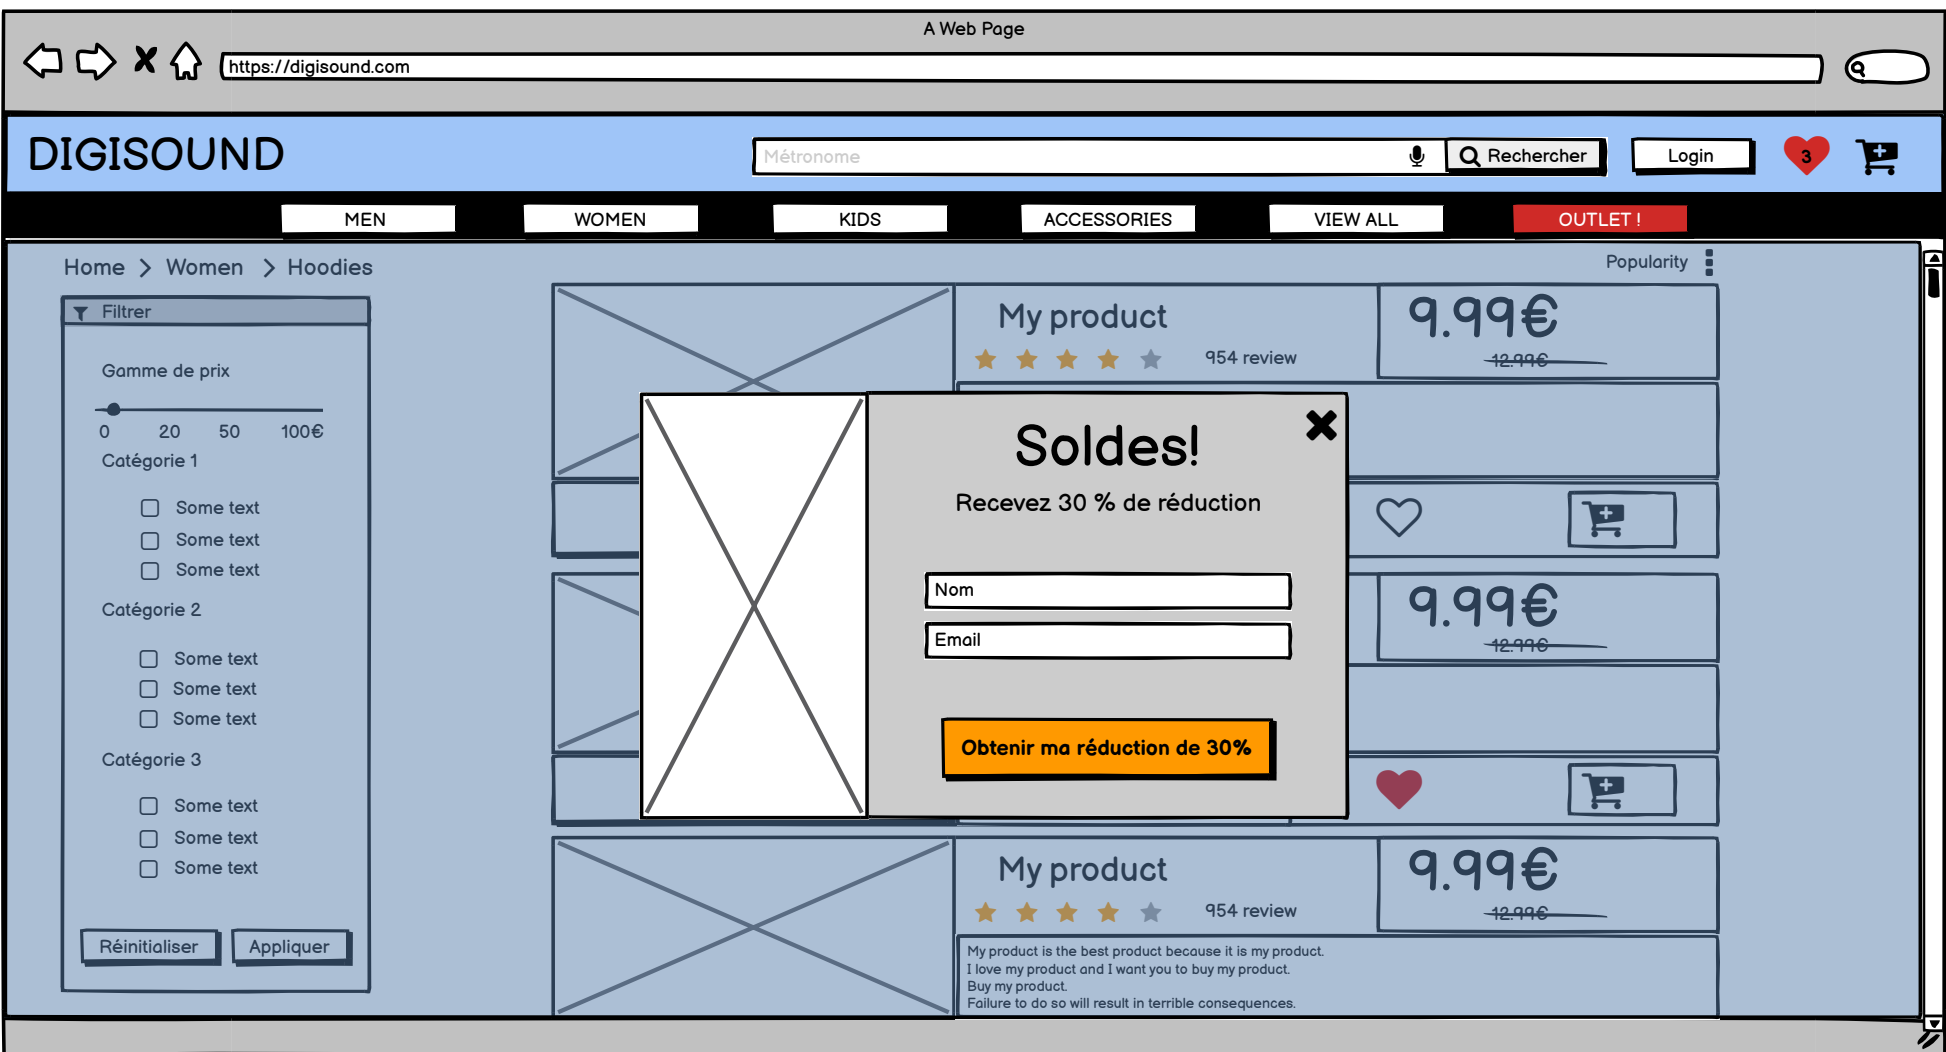 A Web Page
https://digisound.com
DIGISOUND
Métronome
Rechercher
Login
3
MEN
WOMEN
KIDS
ACCESSORIES
VIEW ALL
OUTLET !
Home
Women
Hoodies
Popularity
Filtrer
Gamme de prix
0 20 50 100€
Catégorie 1
Some text
Some text
Some text
Catégorie 2
Some text
Some text
Some text
Catégorie 3
Some text
Some text
Some text
Réinitialiser
Appliquer
My product
954 review
9.99€
12.99€
Soldes!
Recevez 30 % de réduction
Nom
Email
Obtenir ma réduction de 30%
9.99€
12.99€
My product
954 review
9.99€
12.99€
My product is the best product because it is my product.
I love my product and I want you to buy my product.
Buy my product.
Failure to do so will result in terrible consequences.